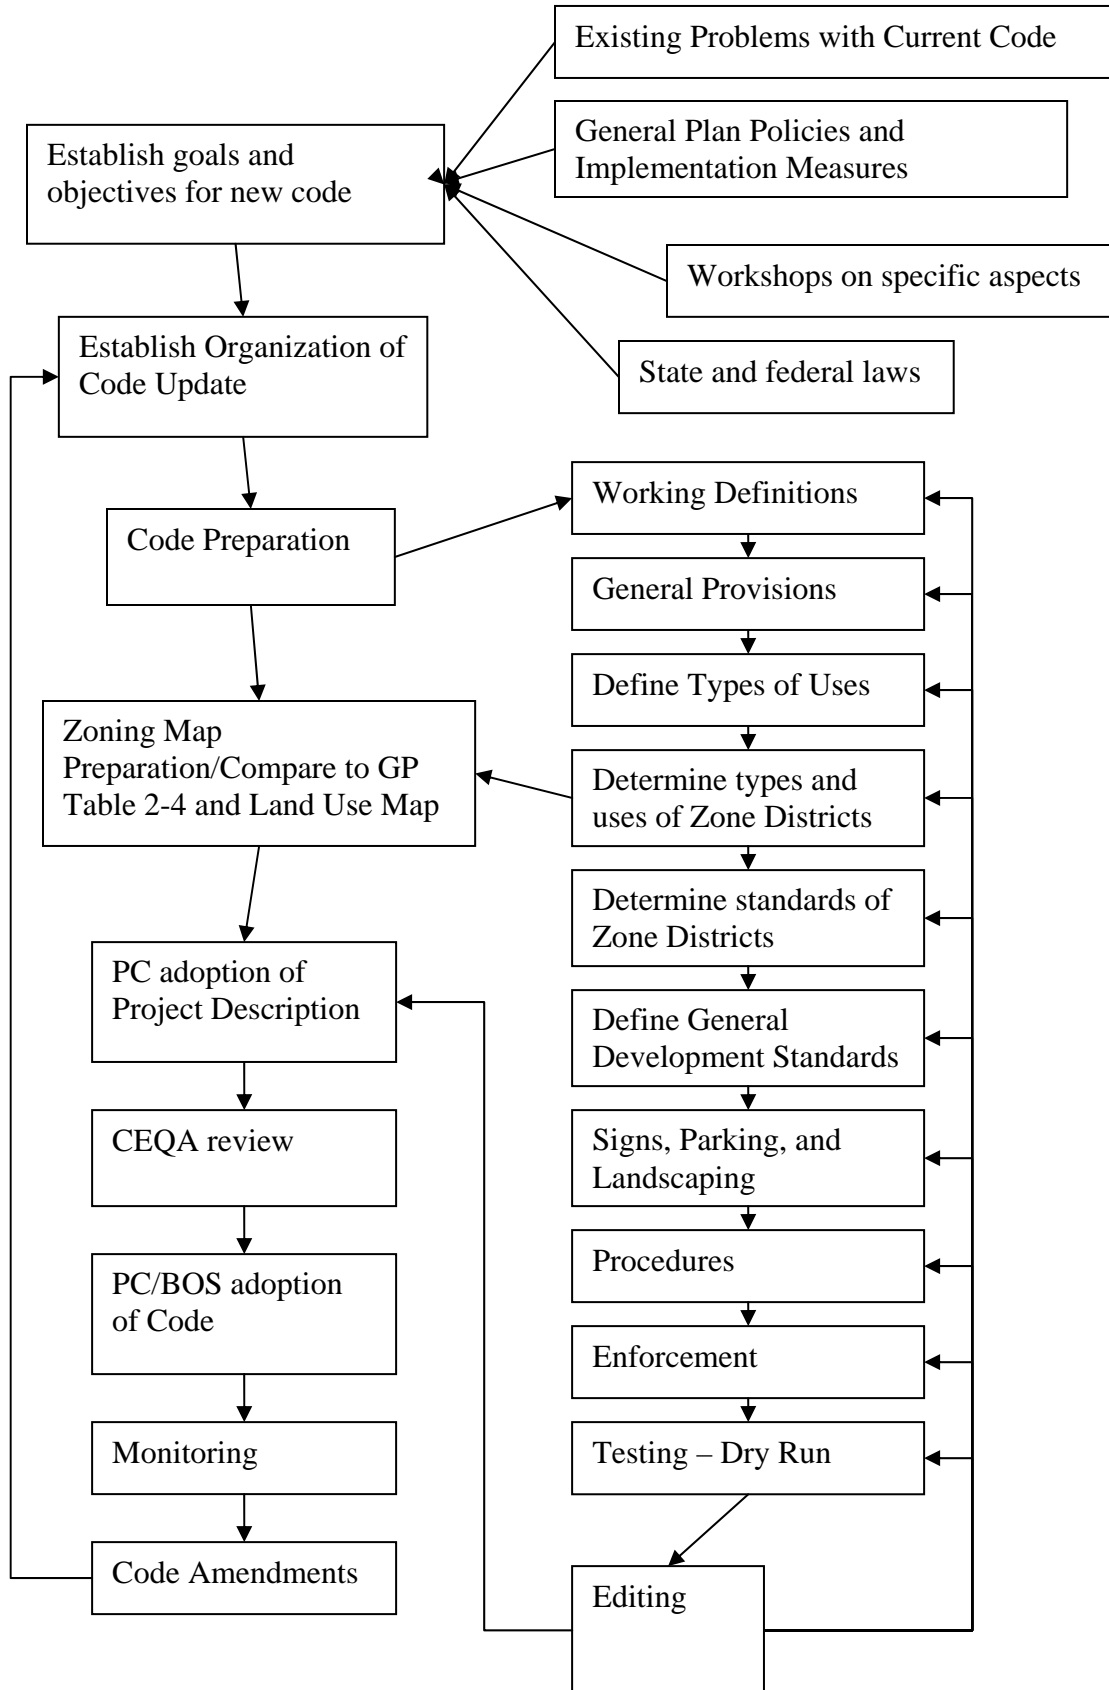 Existing Problems with Current Code
General Plan Policies and
Implementation Measures
Establish goals and
objectives for new code
Workshops on specific aspects
Establish Organization of
Code Update
State and federal laws
Working Definitions
Code Preparation
General Provisions
Define Types of Uses
Zoning Map
Preparation/Compare to GP
Table 2-4 and Land Use Map
Determine types and
uses of Zone Districts
Determine standards of
Zone Districts
PC adoption of
Project Description
Define General
Development Standards
CEQA review
Signs, Parking, and
Landscaping
PC/BOS adoption
of Code
Procedures
Enforcement
Monitoring
Testing – Dry Run
Code Amendments
Editing